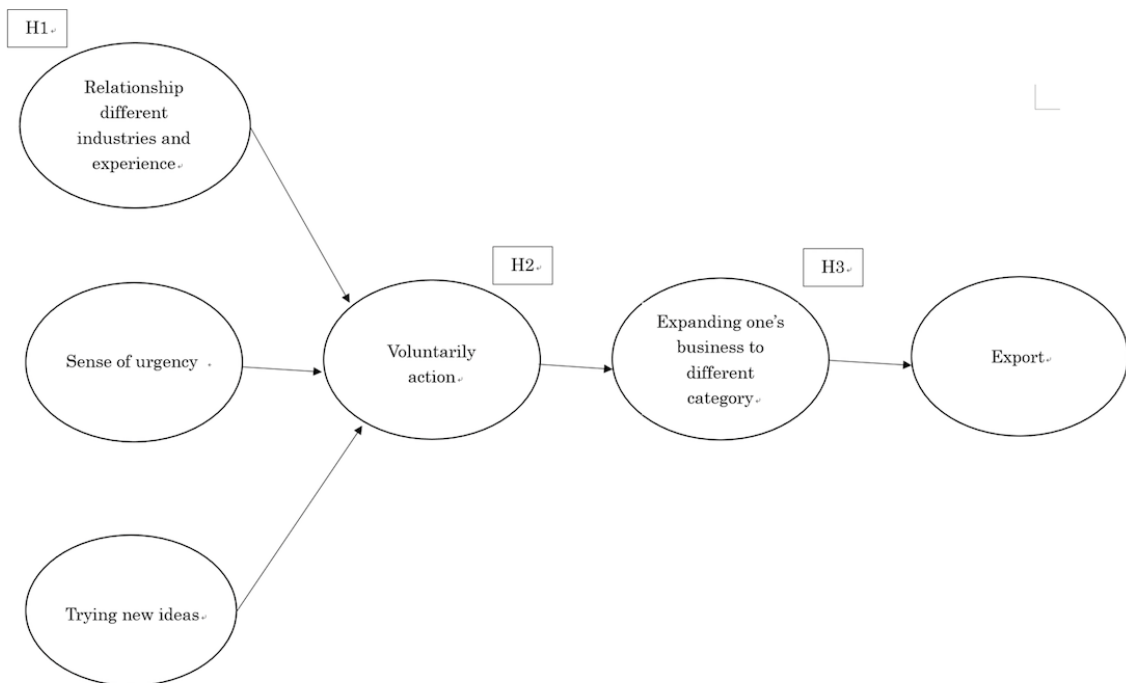 H1
Relationship
different
industries and
experience
H2
H3
Sense of urgency
Voluntarily
action
Expanding one's
business to
different
category
Export
Trying new ideas